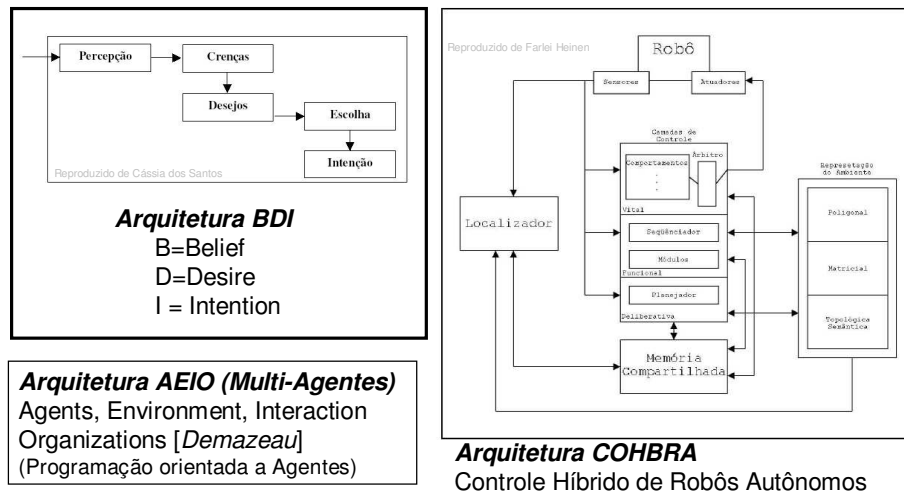 Percepção
Crenças
Desejos
Escolha
Intenção
Reproduzido de Cássia dos Santos
Arquitetura BDI
B=Belief
D=Desire
I = Intention
Arquitetura AEIO (Multi-Agentes)
Agents, Environment, Interaction
Organizations [Demazeau]
(Programação orientada a Agentes)
Reproduzido de Farlei Heinen
Robô
Sensores
Atuadores
Camadas de
Controle
Comportamentos
Árbitro
Vital
Seqüênciador
Módulos
Funcional
Planejador
Deliberativa
Localizador
Memória
Compartilhada
Represetação
do Ambiente
Poligonal
Matricial
Topológica
Semântica
Arquitetura COHBRA
Controle Híbrido de Robôs Autônomos